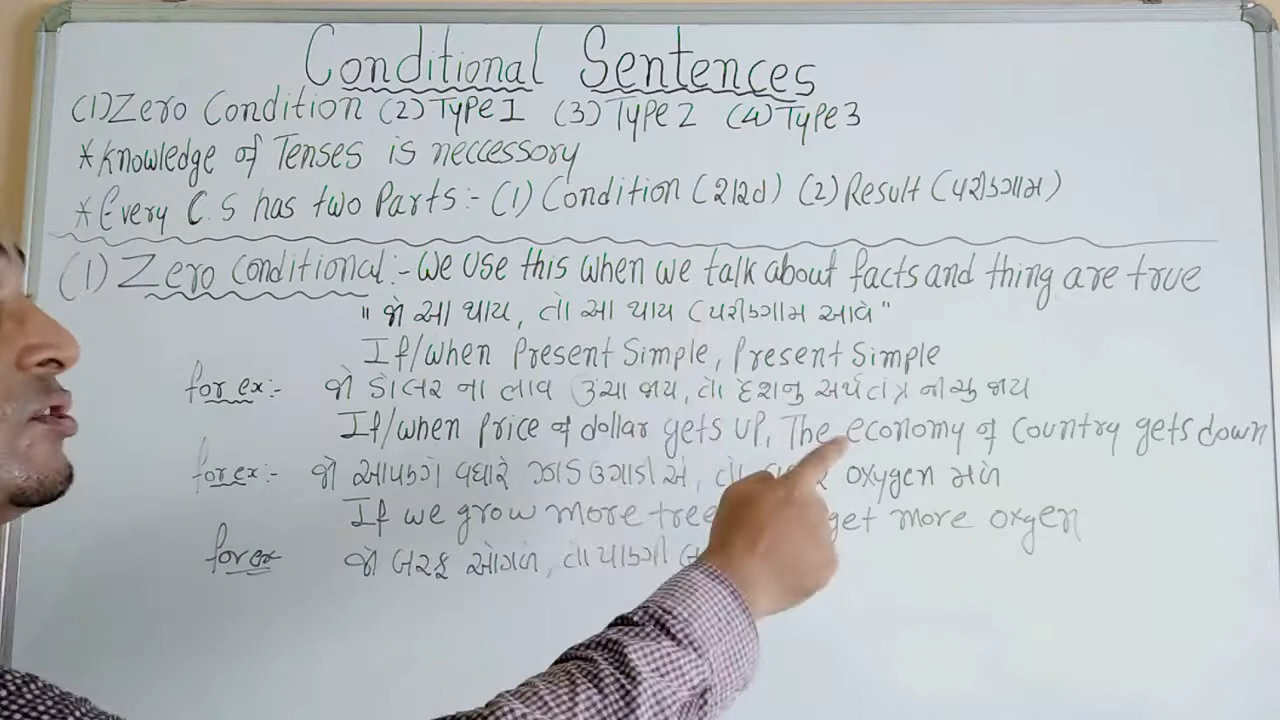 Conditional Sentences
(1) Zero Condition (2) Type 1 (3) Type 2 (4) Type 3
* Knowledge of Tenses is neccessory
* Every C.S has two Parts:- (1) Condition (શરત) (2) Result (પરીણામ)
(1) Zero Conditional:- We use this when we talk about facts and thing are true
"જો આ થાય, તો આ થાય (પરીણામ આવે"
If/when Present Simple, Present Simple
for ex:- જો ડોલર ના ભાવ ઉંચા જાય, તો દેશનુ અર્થતંત્ર નીચુ જાય
If/when Price of dollar gets up, The economy of Country gets down
for ex:- જો આપણે વધારે ઝાડ ઉગાડીએ, તો oxygen મળે
If we grow more tree get more oxgen
for ex જો બરફ ઓગળે, તો પાણી